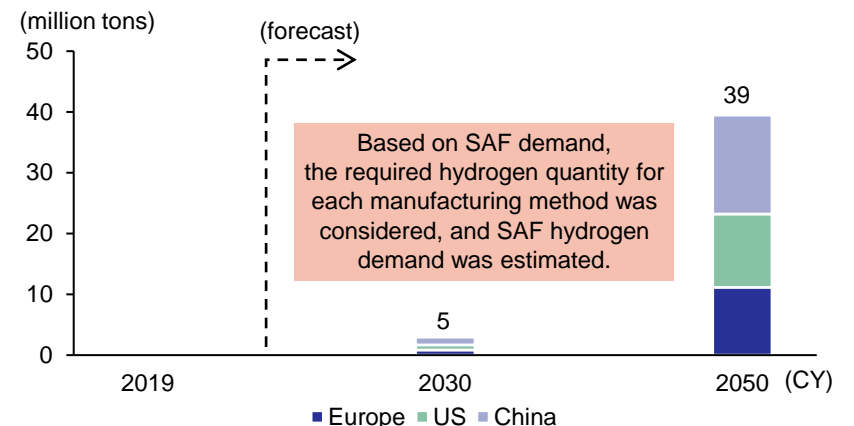 (million tons)
(forecast)
50
40
30
20
10
0
39
Based on SAF demand,
the required hydrogen quantity for
each manufacturing method was
considered, and SAF hydrogen
demand was estimated.
5
2019 2030 2050 (CY)
Europe US China